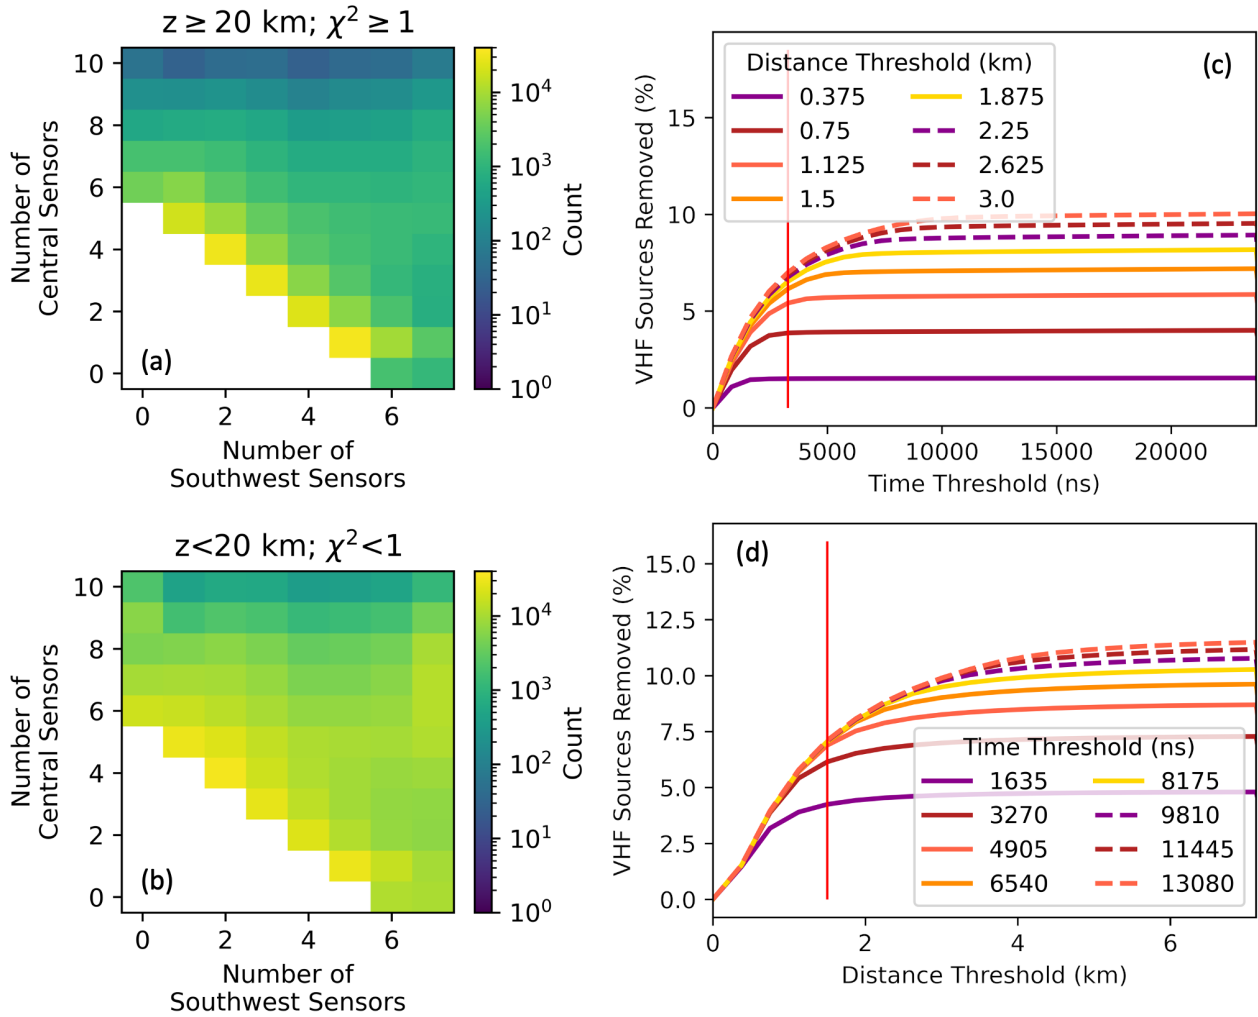 z ≥ 20 km; χ² ≥ 1
10
8
6
4
2
0
Number of
Central Sensors
(a)
0 2 4 6
Number of
Southwest Sensors
10⁴
10³
10²
10¹
10⁰
Count
(c)
Distance Threshold (km)
0.375 1.875
0.75 2.25
1.125 2.625
1.5 3.0
15
10
5
0
VHF Sources Removed (%)
0 5000 10000 15000 20000
Time Threshold (ns)
z<20 km; χ²<1
10
8
6
4
2
0
Number of
Central Sensors
(b)
0 2 4 6
Number of
Southwest Sensors
10⁴
10³
10²
10¹
10⁰
Count
(d)
15.0
12.5
10.0
7.5
5.0
2.5
0.0
VHF Sources Removed (%)
Time Threshold (ns)
1635 8175
3270 9810
4905 11445
6540 13080
0 2 4 6
Distance Threshold (km)